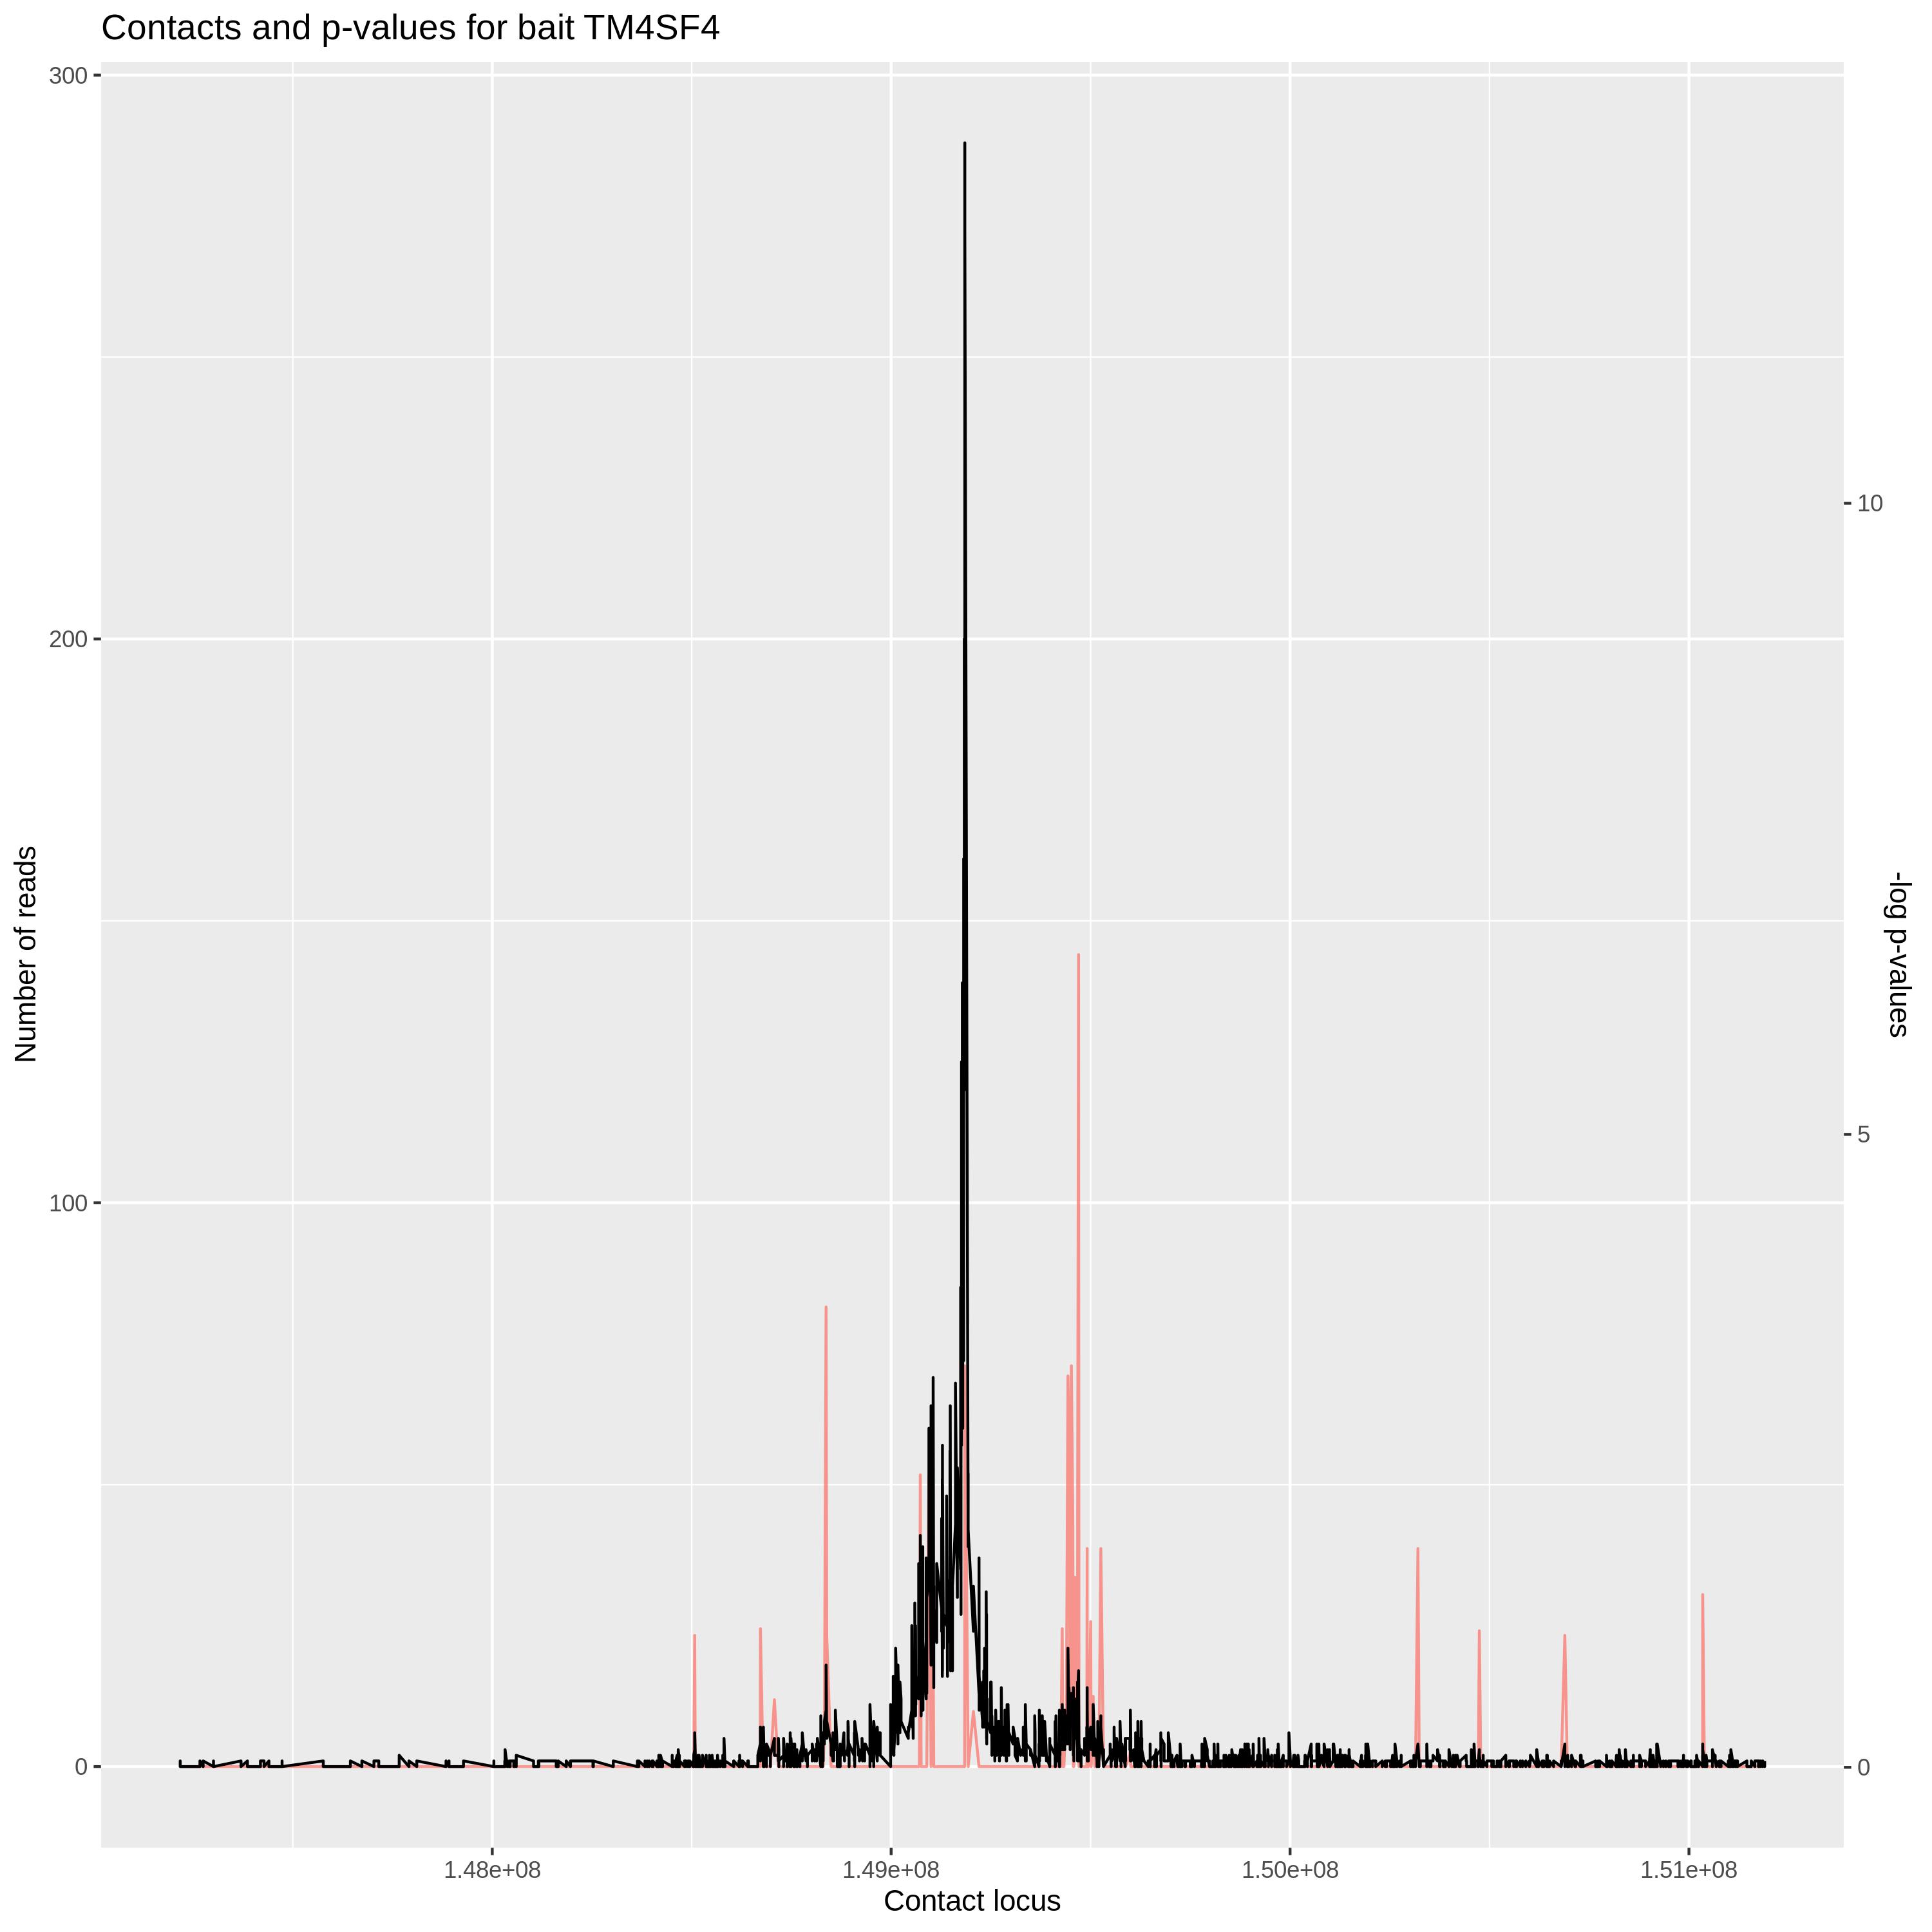 Contacts and p-values for bait TM4SF4
300
200
100
0
Number of reads
10
5
0
-log p-values
1.48e+08
1.49e+08
1.50e+08
1.51e+08
Contact locus